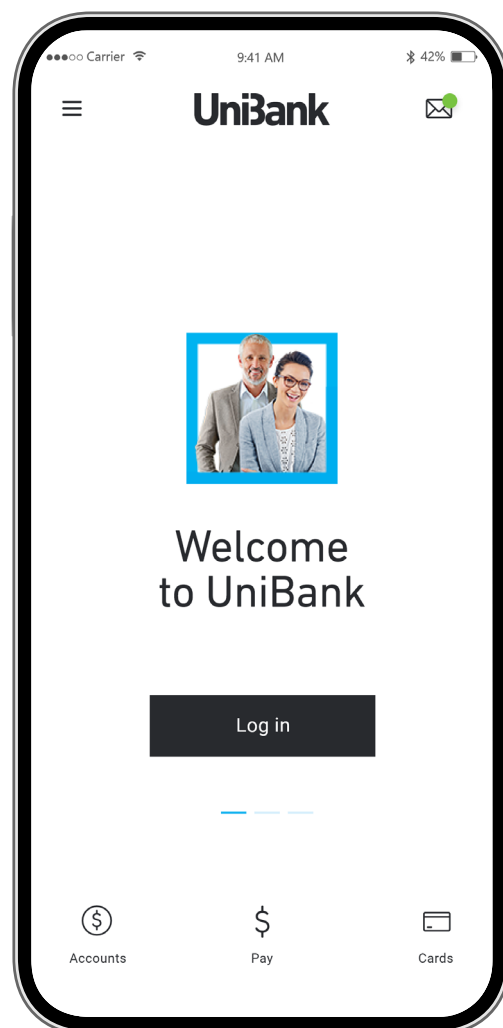 Carrier
9:41 AM
42%
UniBank
Welcome
to UniBank
Log in
Accounts
Pay
Cards